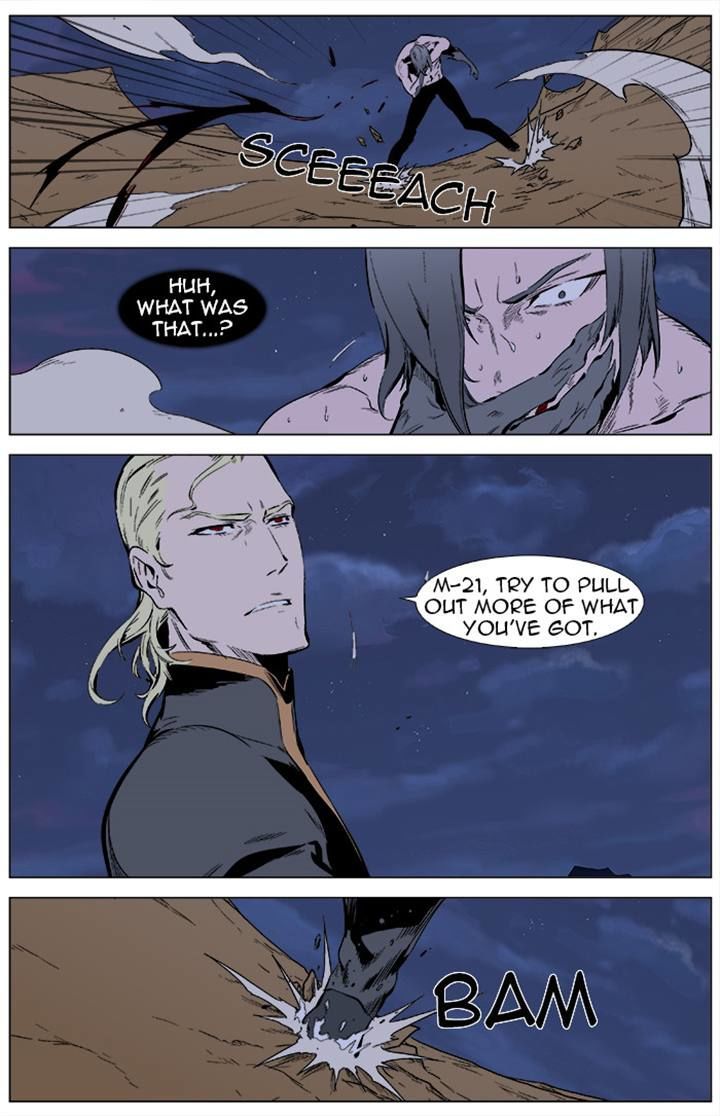 SCEEEACH
HUH,
WHAT WAS
THAT...?
M-21, TRY TO PULL
OUT MORE OF WHAT
YOU'VE GOT.
BAM